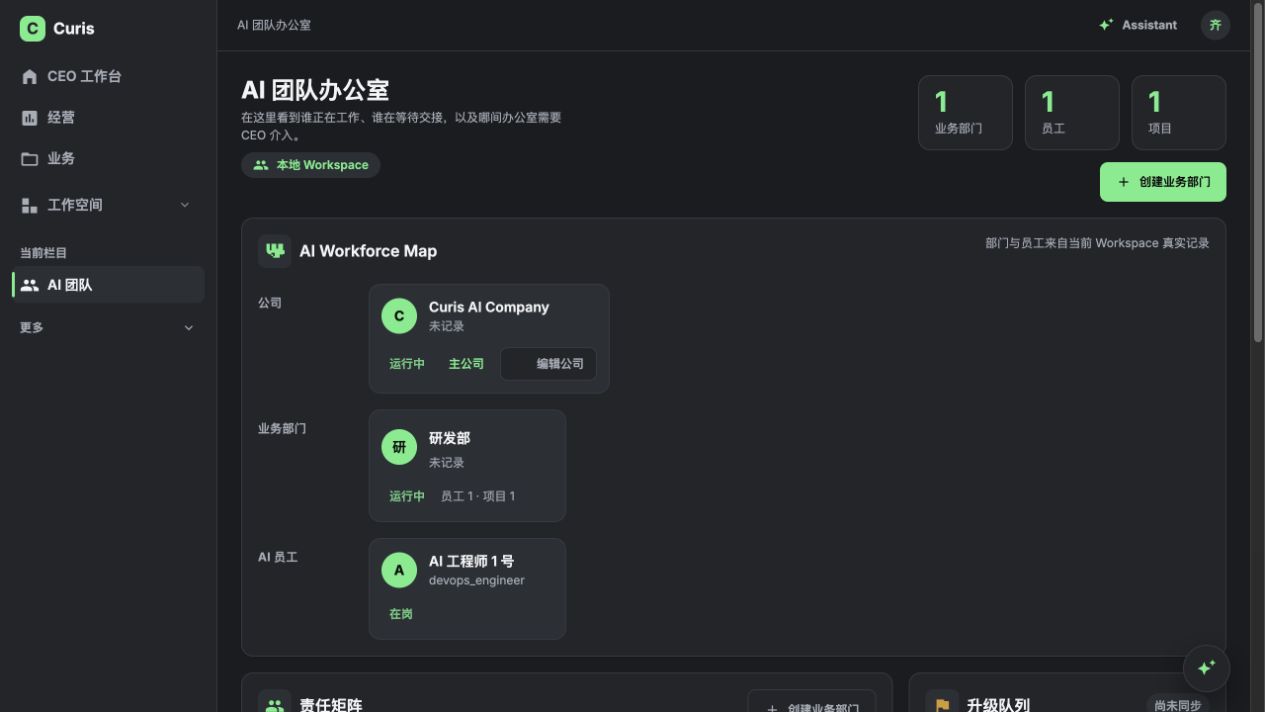 C Curis
AI 团队办公室
Assistant
齐
CEO 工作台
经营
业务
工作空间
当前栏目
AI 团队
更多
AI 团队办公室
在这里看到谁正在工作、谁在等待交接，以及哪间办公室需要
CEO 介入。
本地 Workspace
1
业务部门
1
员工
1
项目
+ 创建业务部门
AI Workforce Map
部门与员工来自当前 Workspace 真实记录
公司
C
Curis AI Company
未记录
运行中 主公司 编辑公司
业务部门
研
研发部
未记录
运行中 员工 1 · 项目 1
AI 员工
A
AI 工程师 1 号
devops_engineer
在岗
责任矩阵
+ 创建业务部门
升级队列
尚未同步